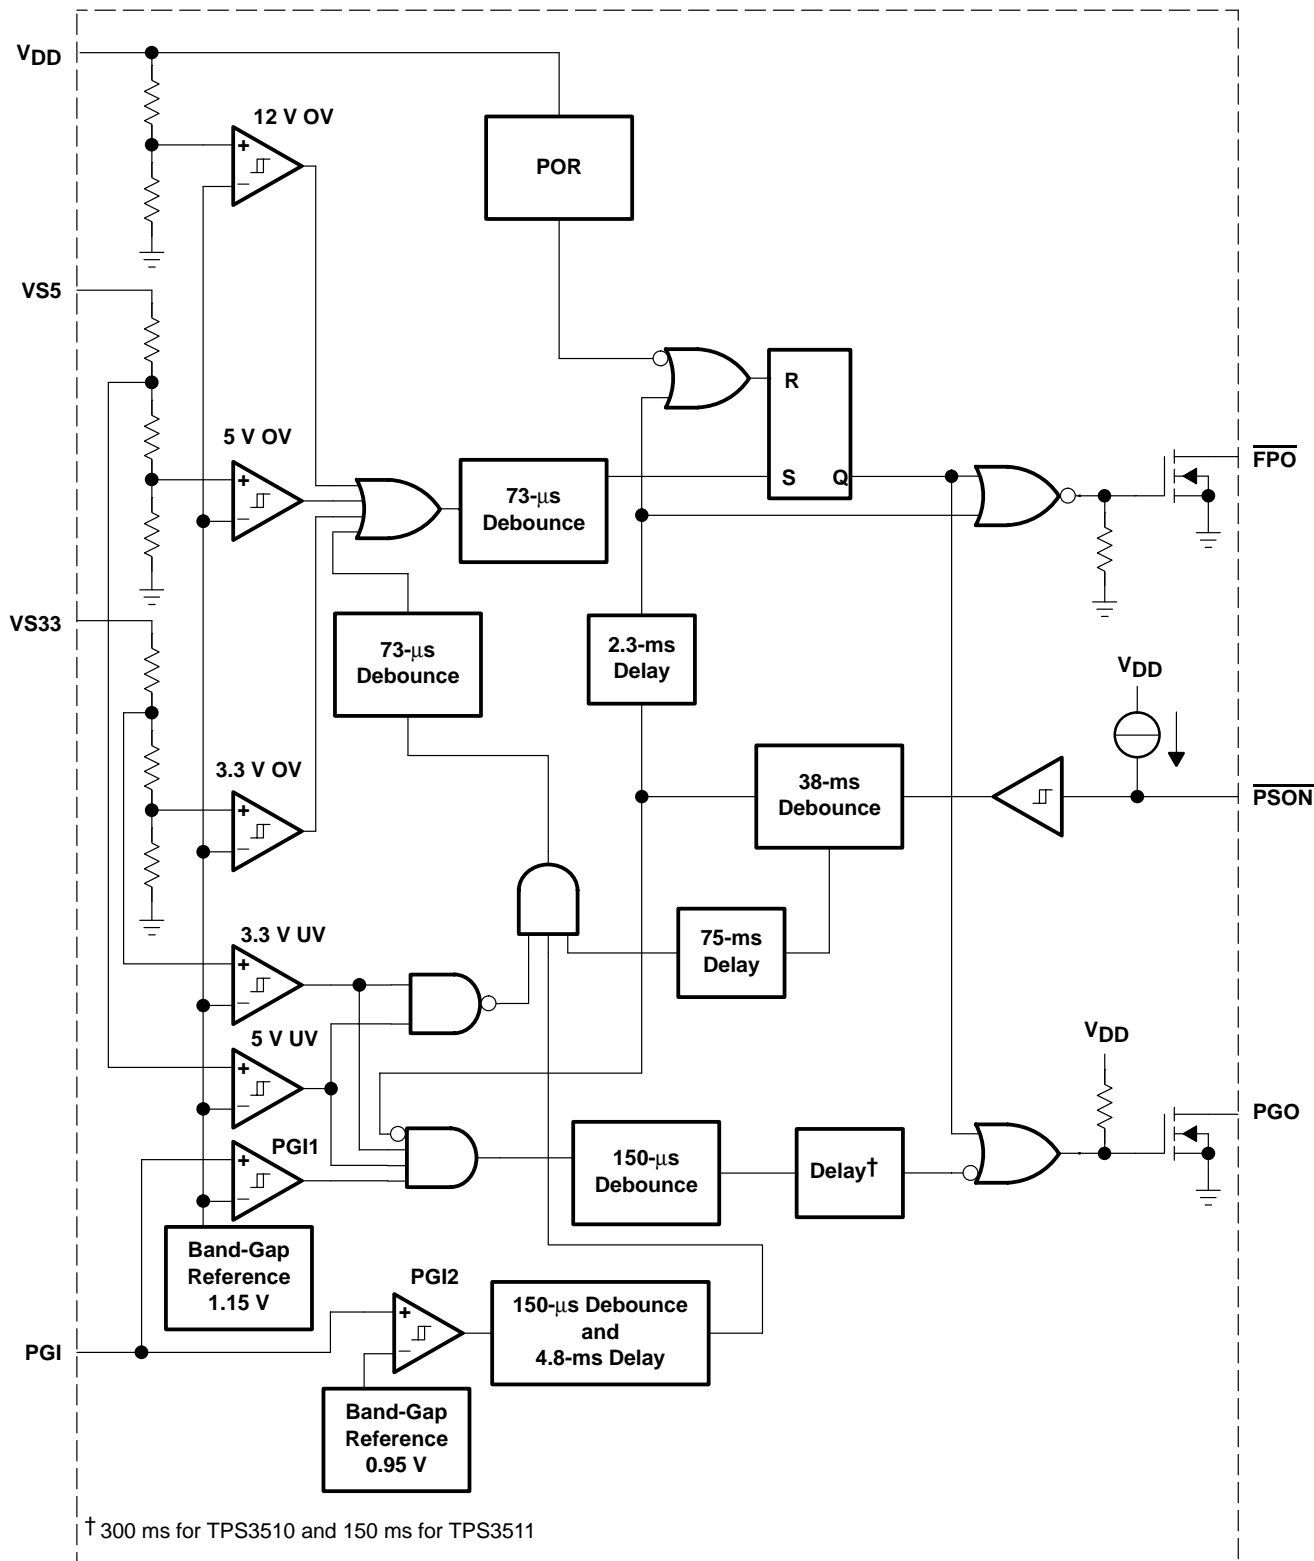 VDD
12 V OV
+
−
POR
VS5
5 V OV
+
−
R
S
Q
FPO
73-μs
Debounce
VS33
73-μs
Debounce
2.3-ms
Delay
VDD
3.3 V OV
+
−
38-ms
Debounce
PSON
3.3 V UV
+
−
75-ms
Delay
5 V UV
+
−
VDD
PGO
PGI1
+
−
150-μs
Debounce
Delay†
Band-Gap
Reference
1.15 V
PGI2
+
−
150-μs Debounce
and
4.8-ms Delay
PGI
Band-Gap
Reference
0.95 V
† 300 ms for TPS3510 and 150 ms for TPS3511